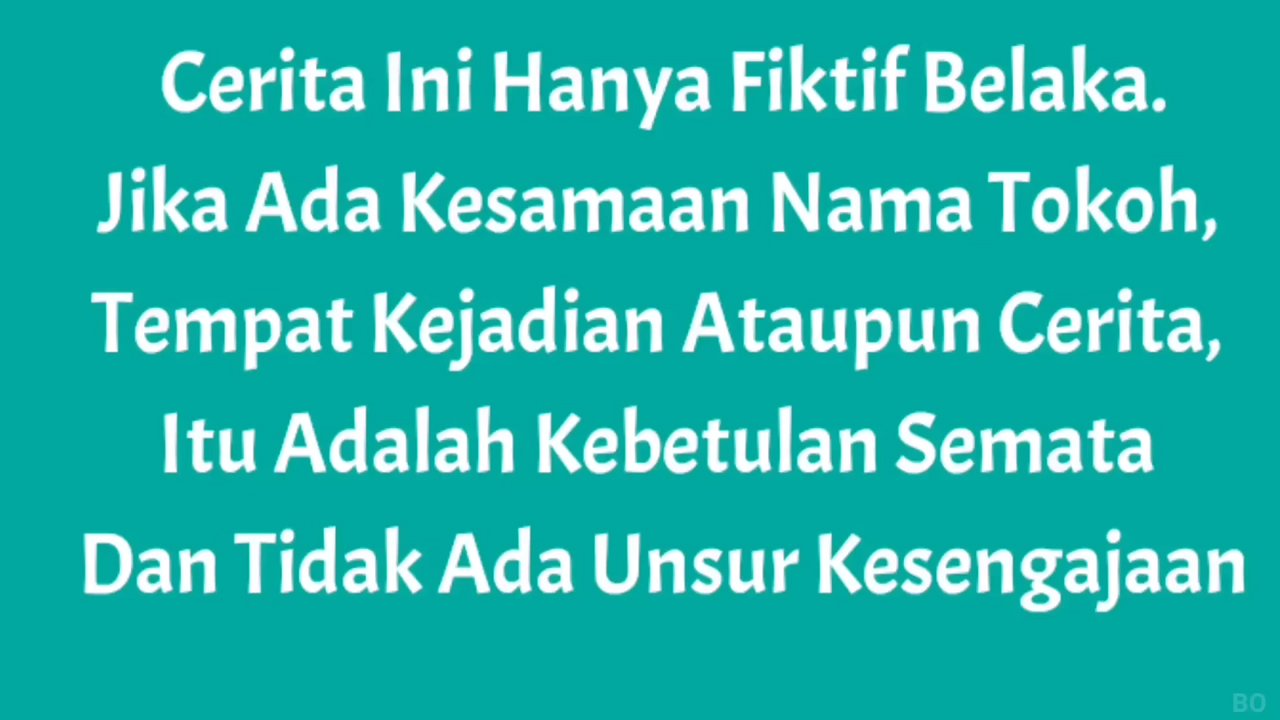 Cerita Ini Hanya Fiktif Belaka.
Jika Ada Kesamaan Nama Tokoh,
Tempat Kejadian Ataupun Cerita,
Itu Adalah Kebetulan Semata
Dan Tidak Ada Unsur Kesengajaan
BO